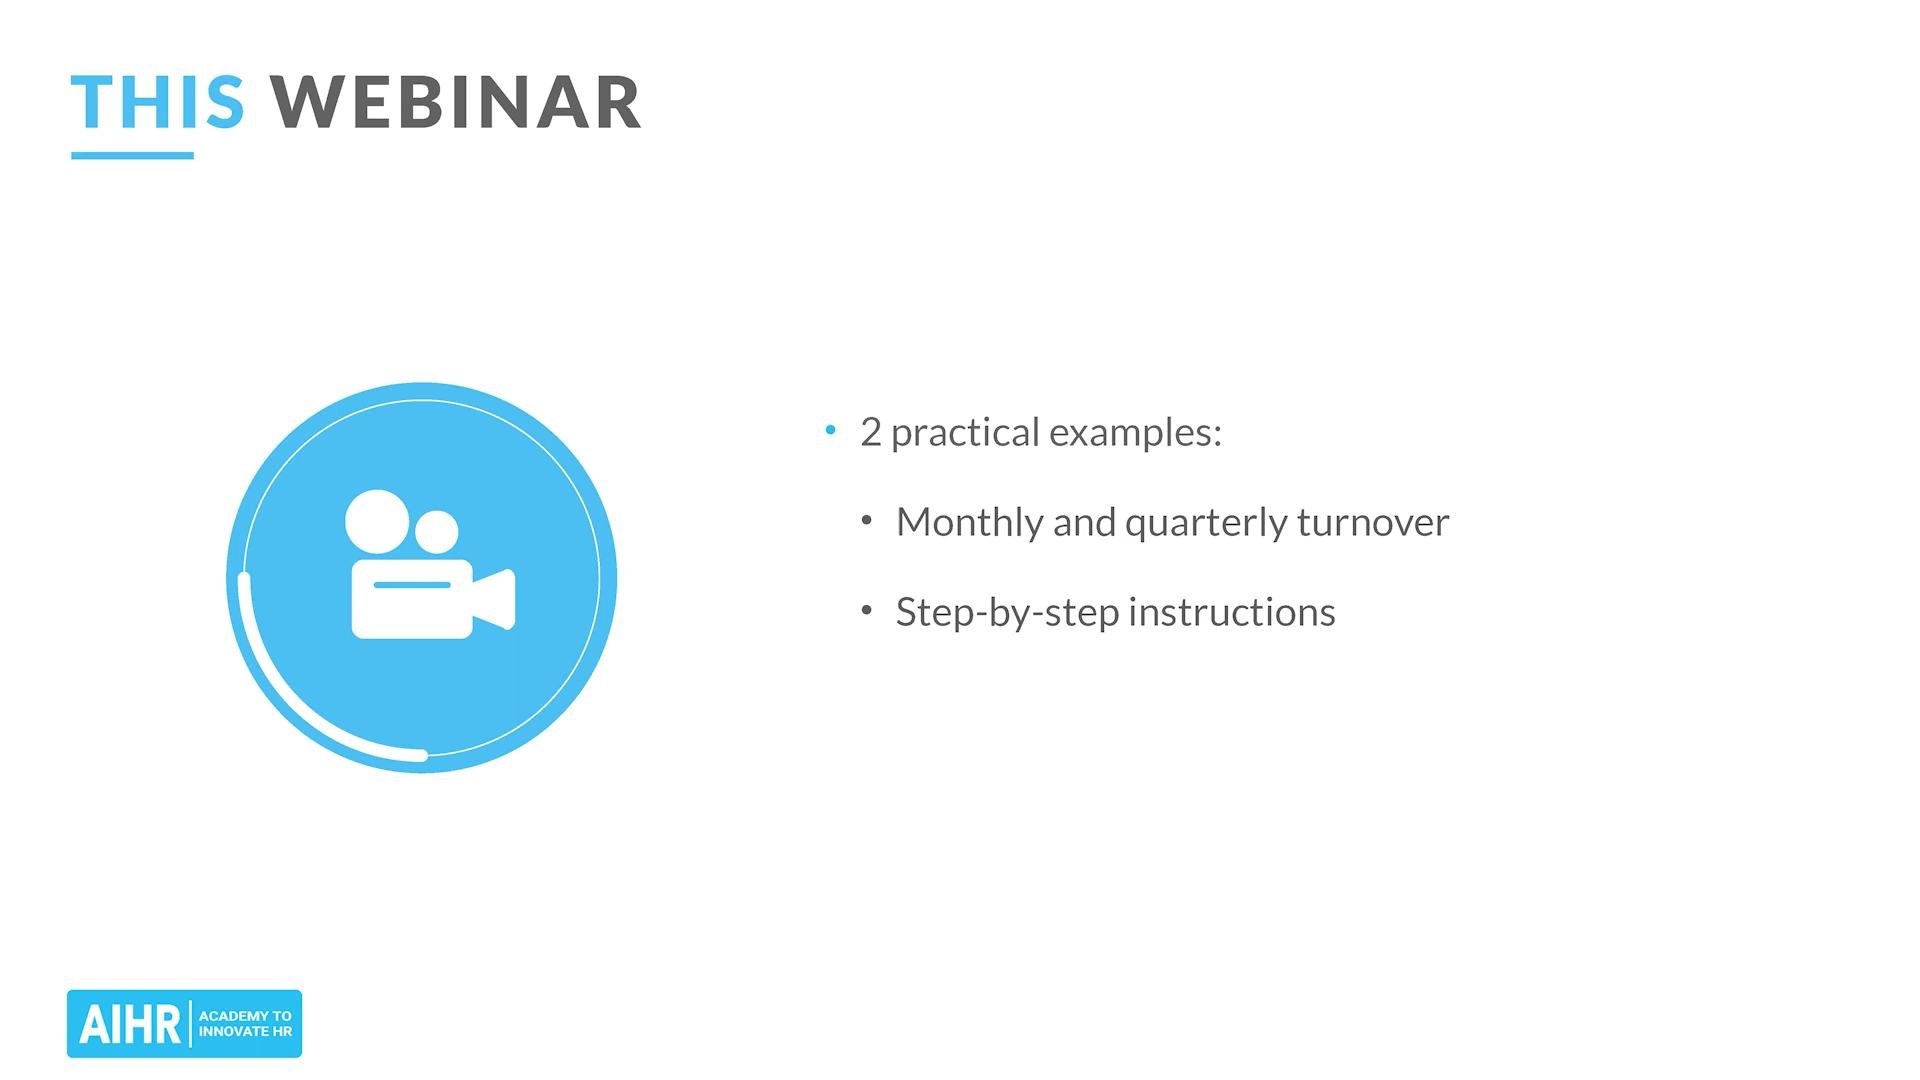 THIS WEBINAR
• 2 practical examples:
• Monthly and quarterly turnover
• Step-by-step instructions
AIHR
ACADEMY TO
INNOVATE HR